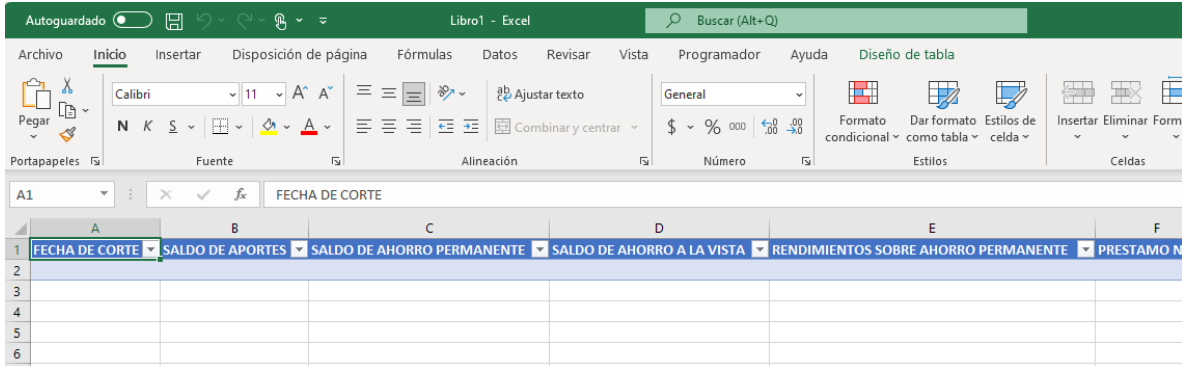 Autoguardado
Libro1 - Excel
Buscar (Alt+Q)
Archivo Inicio Insertar Disposición de página Fórmulas Datos Revisar Vista Programador Ayuda Diseño de tabla
Pegar
Calibri 11 A^ A˅
N K S A
ab Ajustar texto
Combinar y centrar
General
$ % 000
Formato condicional
Dar formato como tabla
Estilos de celda
Insertar Eliminar Form
Portapapeles Fuente Alineación Número Estilos Celdas
A1 fx FECHA DE CORTE
A B C D E F
1 FECHA DE CORTE SALDO DE APORTES SALDO DE AHORRO PERMANENTE SALDO DE AHORRO A LA VISTA RENDIMIENTOS SOBRE AHORRO PERMANENTE PRESTAMO N
2
3
4
5
6